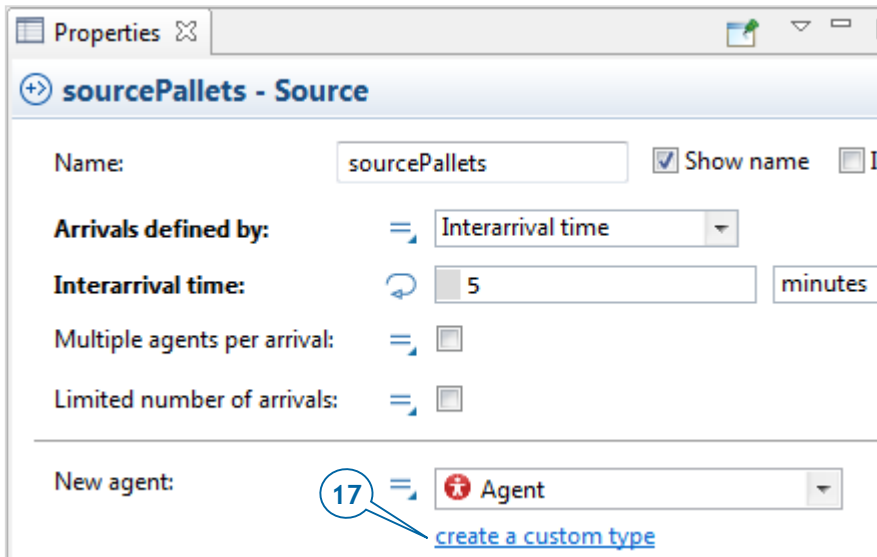 Properties
sourcePallets - Source
Name: sourcePallets Show name I
Arrivals defined by: Interarrival time
Interarrival time: 5 minutes
Multiple agents per arrival:
Limited number of arrivals:
New agent: Agent
17
create a custom type